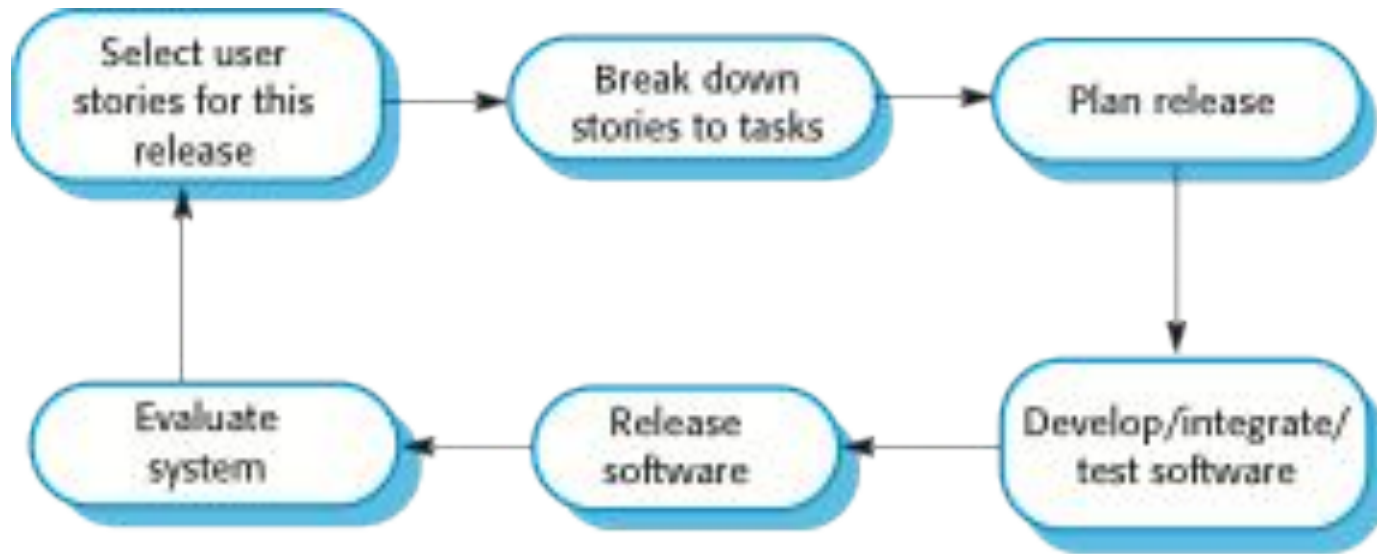 Select user
stories for this
release
Break down
stories to tasks
Plan release
Develop/integrate/
test software
Release
software
Evaluate
system